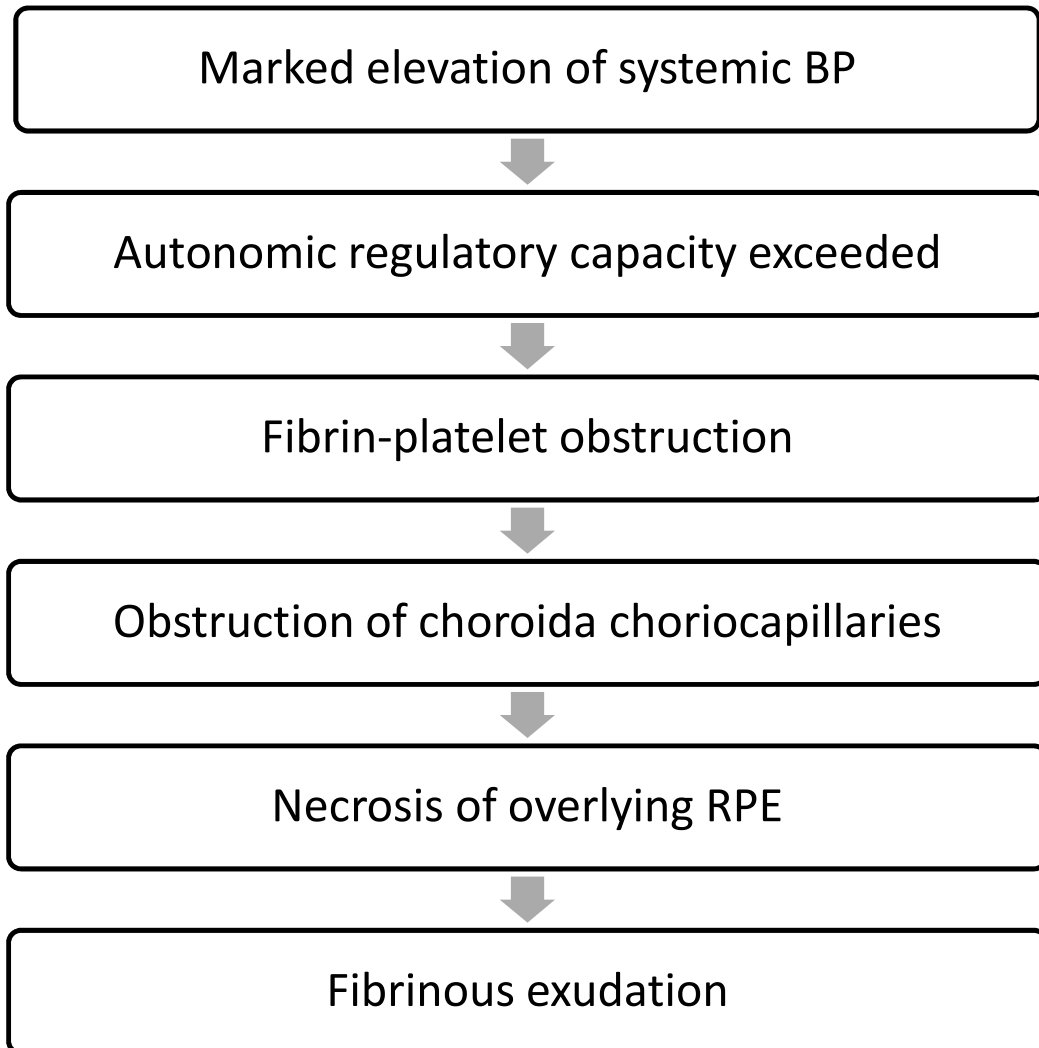 Marked elevation of systemic BP
Autonomic regulatory capacity exceeded
Fibrin-platelet obstruction
Obstruction of choroida choriocapillaries
Necrosis of overlying RPE
Fibrinous exudation